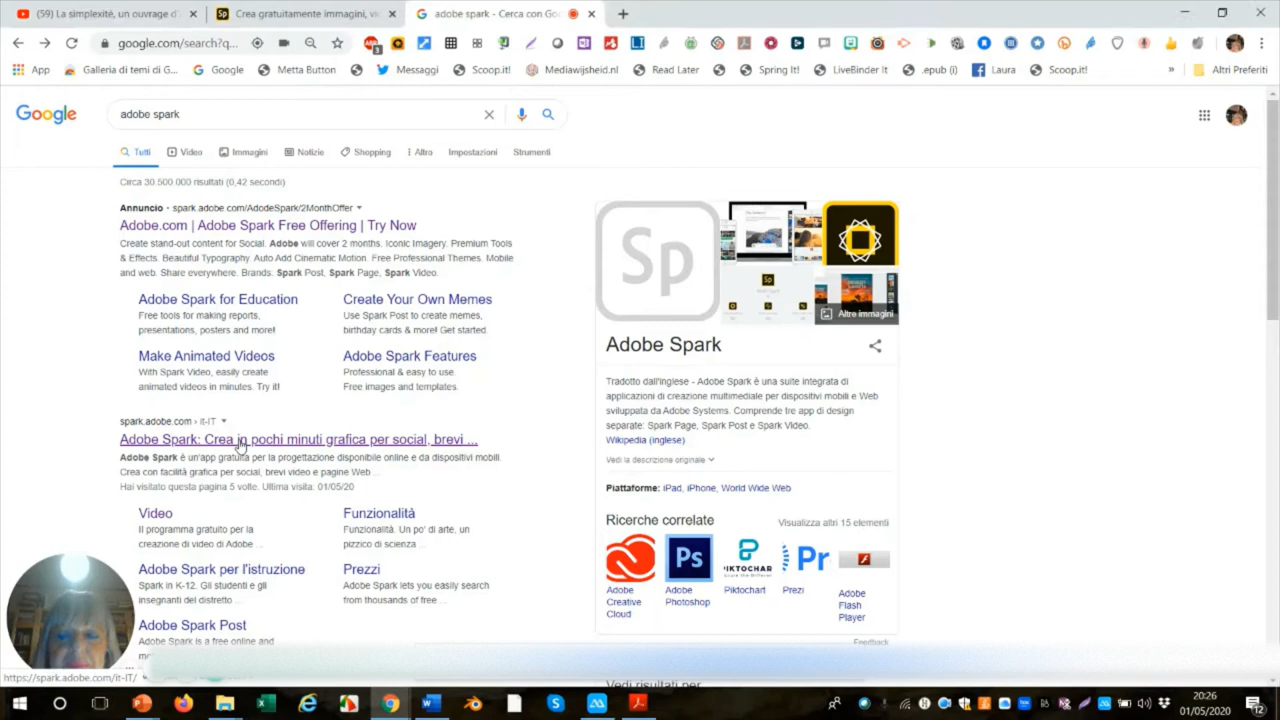 (59) La simplexité, un ouvrage d'
Crea gratuitamente immagini, vi
adobe spark - Cerca con Go
google.com/search?q...
App
Galleria di temi di G...
Google
Metta Button
Messaggi
Scoop.it!
Mediawijsheid.nl
Read Later
Spring It!
LiveBinder It
.epub (i)
Laura
Scoop.it!
»
Altri Preferiti
Google
adobe spark
Tutti
Video
Immagini
Notizie
Shopping
Altro
Impostazioni
Strumenti
Circa 30.500.000 risultati (0,42 secondi)
Annuncio · spark.adobe.com/AdodeSpark/2MonthOffer
Adobe.com | Adobe Spark Free Offering | Try Now
Create stand-out content for Social. Adobe will cover 2 months. Iconic Imagery. Premium Tools
& Effects. Beautiful Typography. Auto Add Cinematic Motion. Free Professional Themes. Mobile
and web. Share everywhere. Brands: Spark Post, Spark Page, Spark Video.
Adobe Spark for Education
Free tools for making reports,
presentations, posters and more!
Create Your Own Memes
Use Spark Post to create memes,
birthday cards & more! Get started.
Make Animated Videos
With Spark Video, easily create
animated videos in minutes. Try it!
Adobe Spark Features
Professional & easy to use.
Free images and templates.
spark.adobe.com › it-IT
Adobe Spark: Crea in pochi minuti grafica per social, brevi ...
Adobe Spark è un'app gratuita per la progettazione disponibile online e da dispositivi mobili.
Crea con facilità grafica per social, brevi video e pagine Web ...
Hai visitato questa pagina 5 volte. Ultima visita: 01/05/20
Video
Il programma gratuito per la
creazione di video di Adobe ...
Funzionalità
Funzionalità. Un po' di arte, un
pizzico di scienza ...
Adobe Spark per l'istruzione
Spark in K-12. Gli studenti e gli
insegnanti del distretto ...
Prezzi
Adobe Spark lets you easily search
from thousands of free ...
Adobe Spark Post
Adobe Spark is a free online and
Sp
Altre immagini
Adobe Spark
Tradotto dall'inglese - Adobe Spark è una suite integrata di
applicazioni di creazione multimediale per dispositivi mobili e Web
sviluppata da Adobe Systems. Comprende tre app di design
separate: Spark Page, Spark Post e Spark Video.
Wikipedia (inglese)
Vedi la descrizione originale
Piattaforme: iPad, iPhone, World Wide Web
Ricerche correlate
Visualizza altri 15 elementi
Ps
PIKTOCHAR
Pr
Adobe
Creative
Cloud
Adobe
Photoshop
Piktochart
Prezi
Adobe
Flash
Player
Feedback
Vedi risultati per
https://spark.adobe.com/it-IT/
20:26
01/05/2020
12